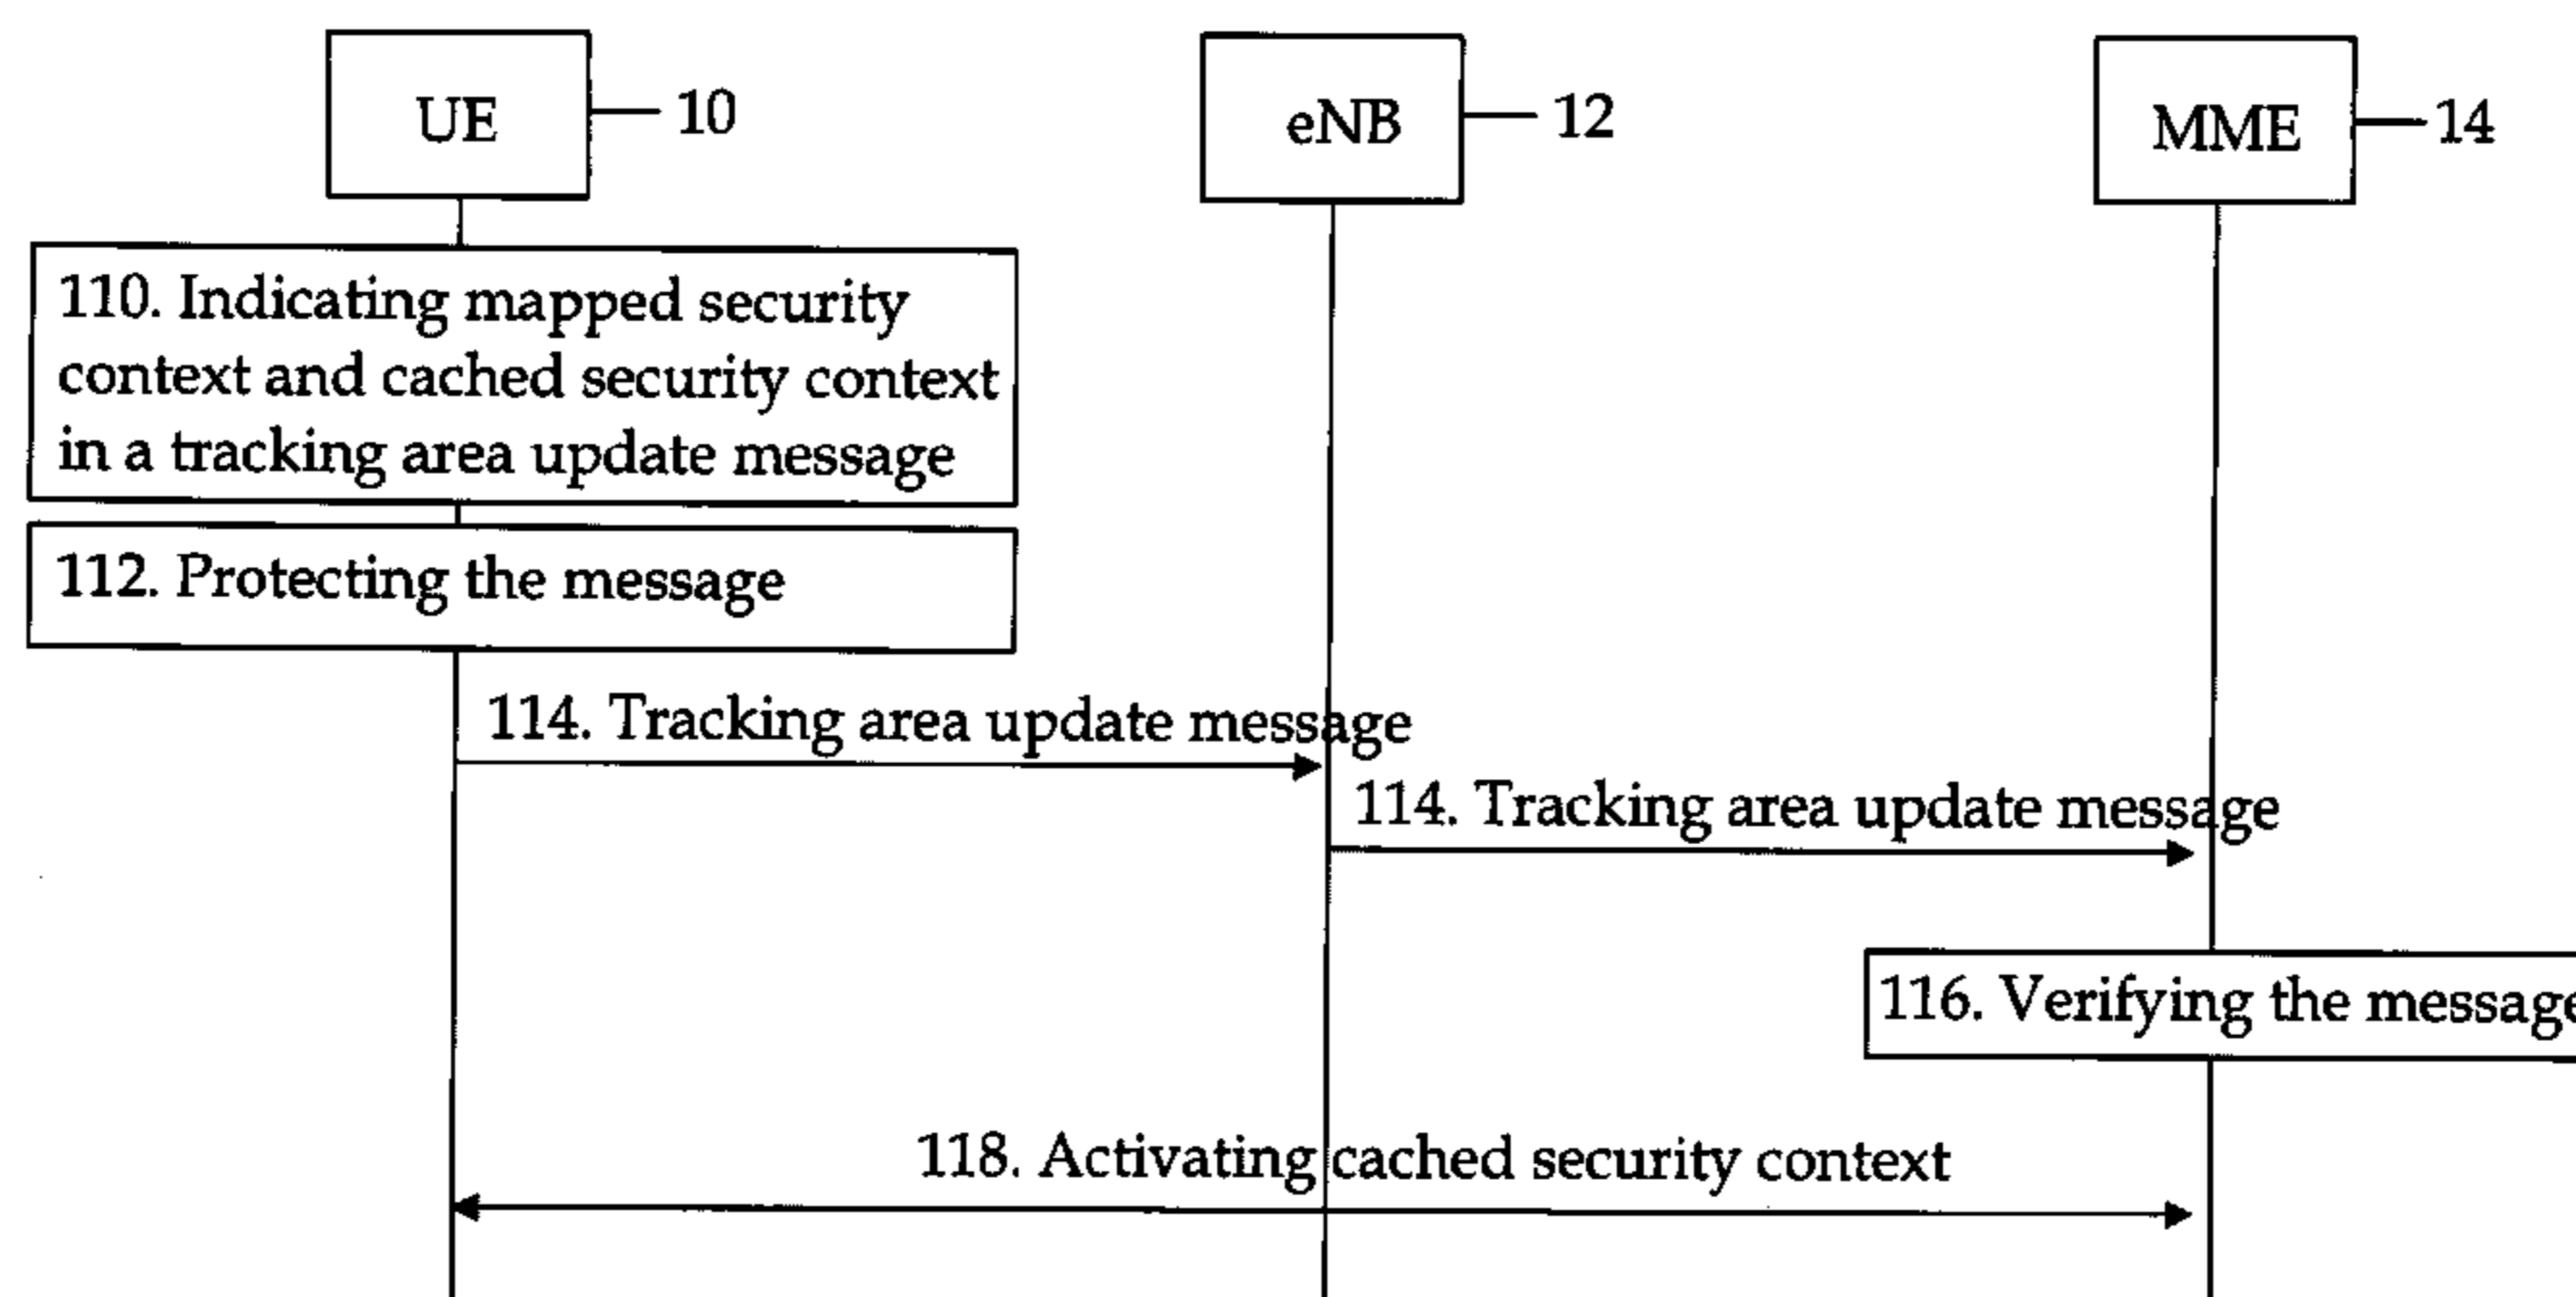 UE
10
eNB
12
MME
14
110. Indicating mapped security
context and cached security context
in a tracking area update message
112. Protecting the message
114. Tracking area update message
114. Tracking area update message
116. Verifying the message
118. Activating cached security context